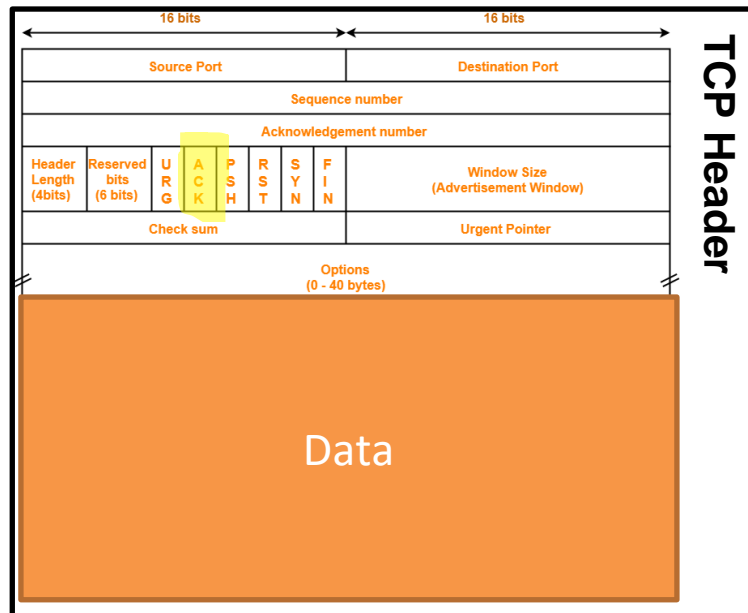 16 bits
16 bits
Source Port
Destination Port
Sequence number
Acknowledgement number
Header
Length
(4bits)
Reserved
bits
(6 bits)
U
R
G
A
C
K
P
S
H
R
S
T
S
Y
N
F
I
N
Window Size
(Advertisement Window)
Check sum
Urgent Pointer
Options
(0 - 40 bytes)
Data
TCP Header